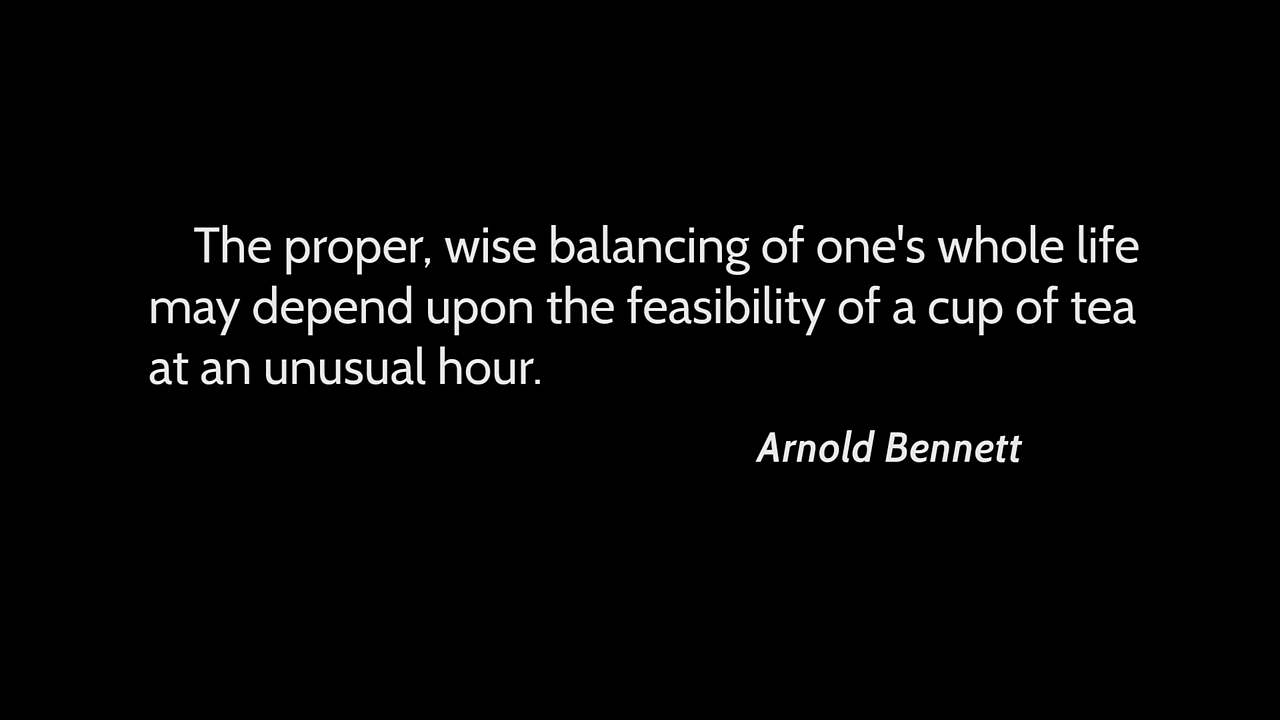 The proper, wise balancing of one's whole life
may depend upon the feasibility of a cup of tea
at an unusual hour.
Arnold Bennett